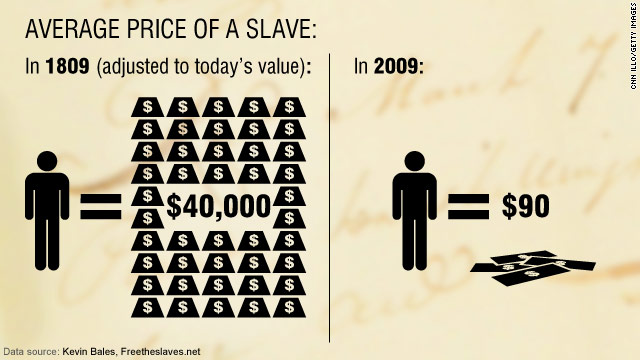 AVERAGE PRICE OF A SLAVE:
In 1809 (adjusted to today's value):
$ $ $ $ $
$ $ $ $ $
$ $ $ $ $
$ $ $ $ $
$ $
= $40,000
$ $
$ $ $ $ $
$ $ $ $ $
$ $ $ $ $
$ $ $ $ $
In 2009:
= $90
Data source: Kevin Bales, Freetheslaves.net
CNN ILLO/GETTY IMAGES